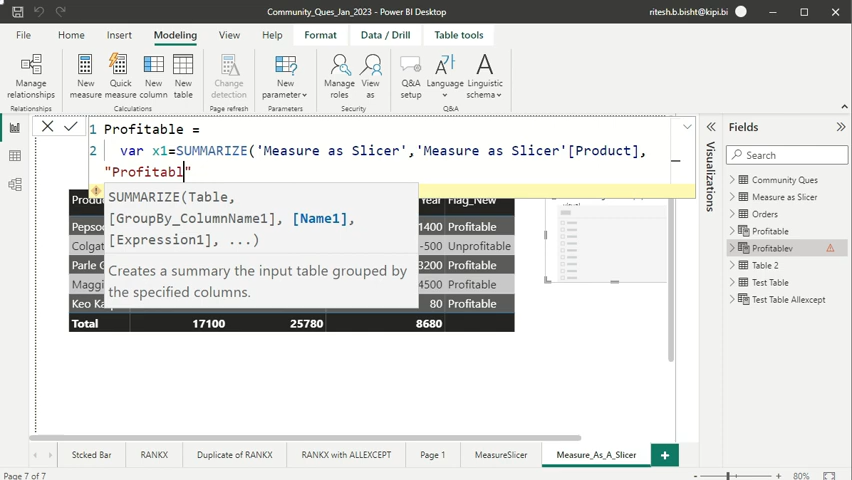 Community_Ques_Jan_2023 - Power BI Desktop
ritesh.b.bisht@kipi.bi
File Home Insert Modeling View Help Format Data / Drill Table tools
Manage relationships
New measure
Quick measure
New column
New table
Change detection
New parameter
Manage roles
View as
Q&A setup
Language
Linguistic schema
Relationships Calculations Page refresh Parameters Security Q&A
1 Profitable =
2 var x1=SUMMARIZE('Measure as Slicer','Measure as Slicer'[Product],
"Profitabl"
SUMMARIZE(Table,
[GroupBy_ColumnName1], [Name1],
[Expression1], ...)
Creates a summary the input table grouped by
the specified columns.
Year Flag_New
Pepso 1400 Profitable
Colgat -500 Unprofitable
Parle G 3200 Profitable
Maggi 4500 Profitable
Keo Ka 80 Profitable
Total 17100 25780 8680
Visualizations
Fields
Search
Community Ques
Measure as Slicer
Orders
Profitable
Profitablev
Table 2
Test Table
Test Table Allexcept
Stcked Bar RANKX Duplicate of RANKX RANKX with ALLEXCEPT Page 1 MeasureSlicer Measure_As_A_Slicer
Page 7 of 7
80%